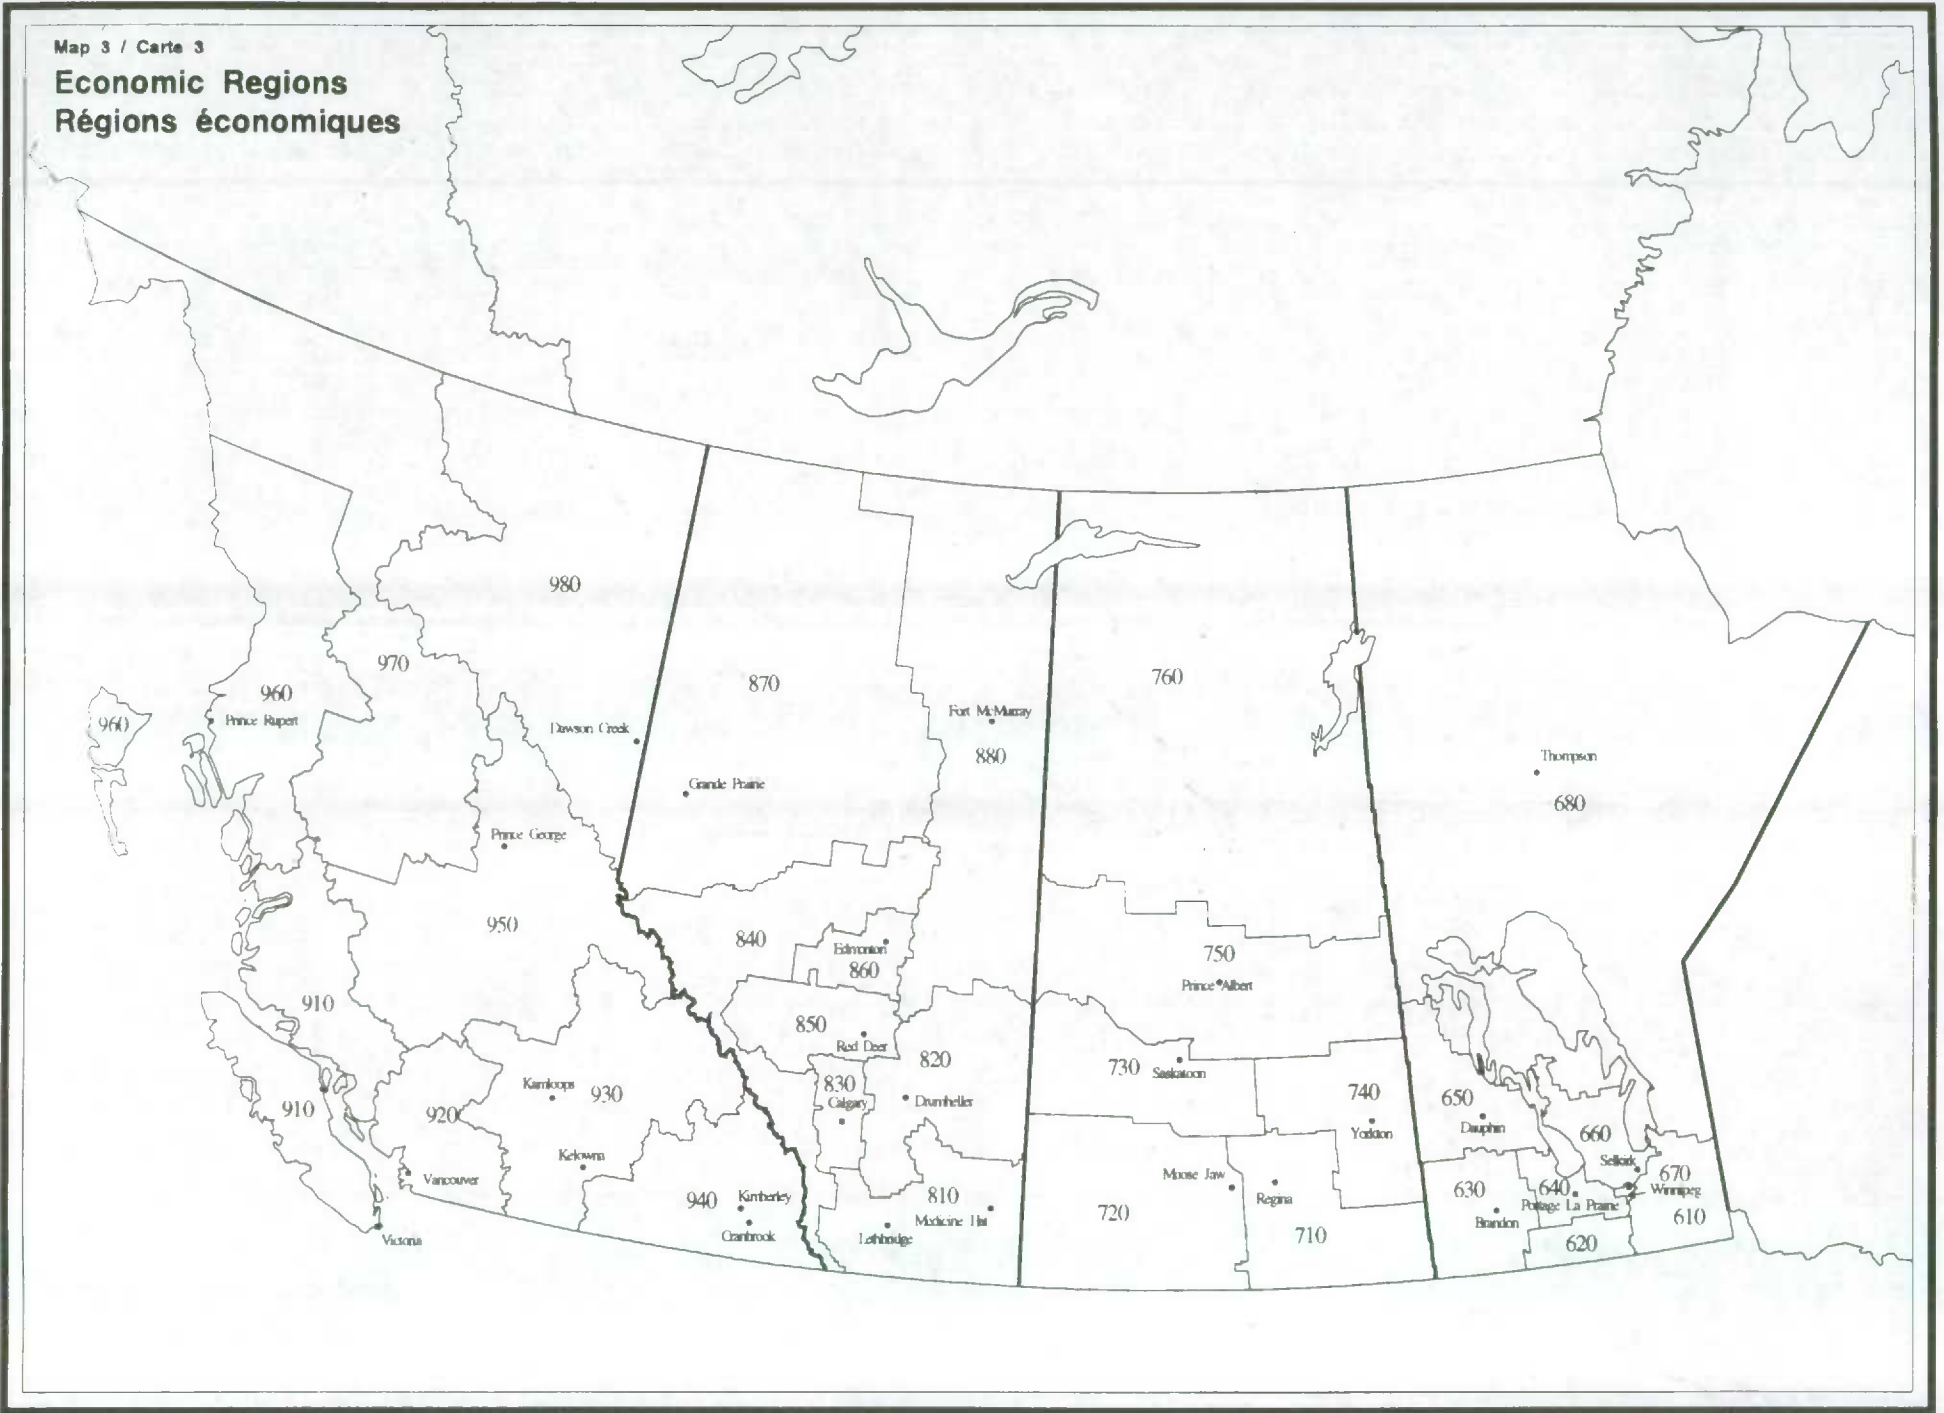 Map 3 / Carte 3
Economic Regions
Régions économiques
980
970
960
960
Prince Rupert
Dawson Creek
870
Fort McMurray
880
760
Thompson
680
Grande Prairie
Prince George
950
840
Edmonton
860
750
Prince Albert
910
850
Red Deer
820
730
Saskatoon
740
Yorkton
650
Dauphin
660
Selkirk
670
Winnipeg
610
Kamloops
930
910
920
830
Calgary
Drumheller
Kelowna
Vancouver
Victoria
940
Kimberley
Cranbrook
Lethbridge
810
Medicine Hat
Moose Jaw
720
Regina
710
630
Brandon
640
Portage La Prairie
620